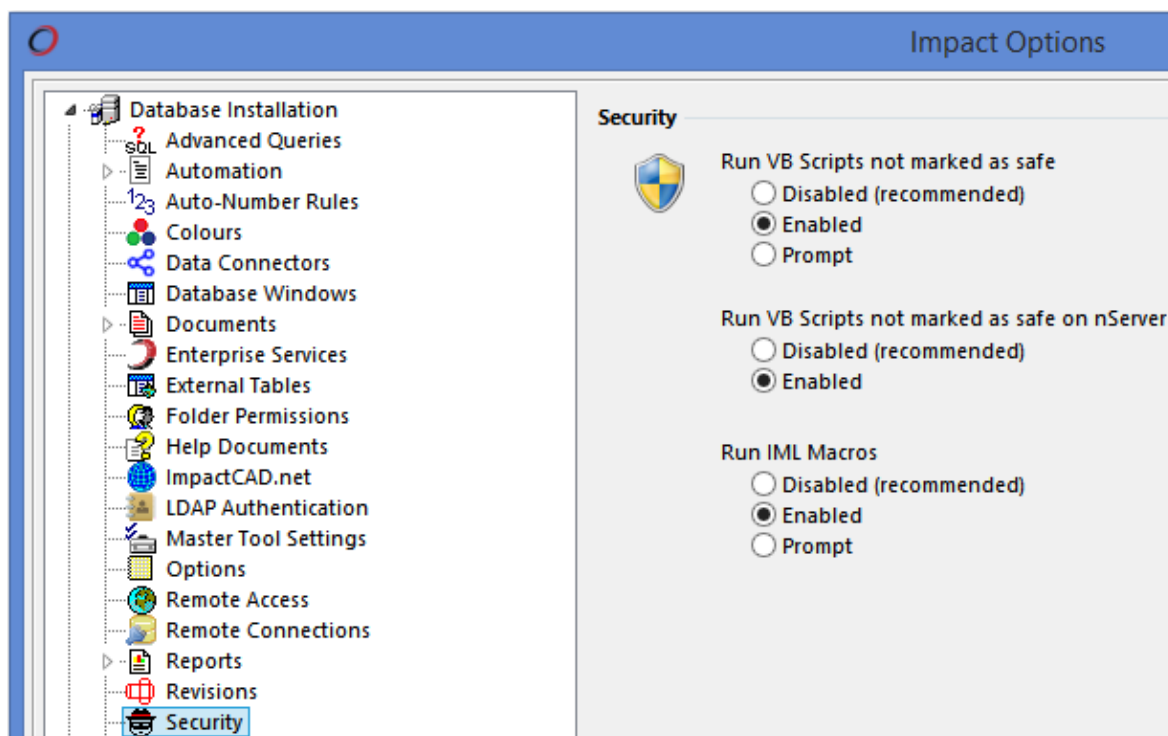 Impact Options
Database Installation
SQL Advanced Queries
Automation
123 Auto-Number Rules
Colours
Data Connectors
Database Windows
Documents
Enterprise Services
External Tables
Folder Permissions
Help Documents
ImpactCAD.net
LDAP Authentication
Master Tool Settings
Options
Remote Access
Remote Connections
Reports
Revisions
Security
Security
Run VB Scripts not marked as safe
Disabled (recommended)
Enabled
Prompt
Run VB Scripts not marked as safe on nServer
Disabled (recommended)
Enabled
Run IML Macros
Disabled (recommended)
Enabled
Prompt